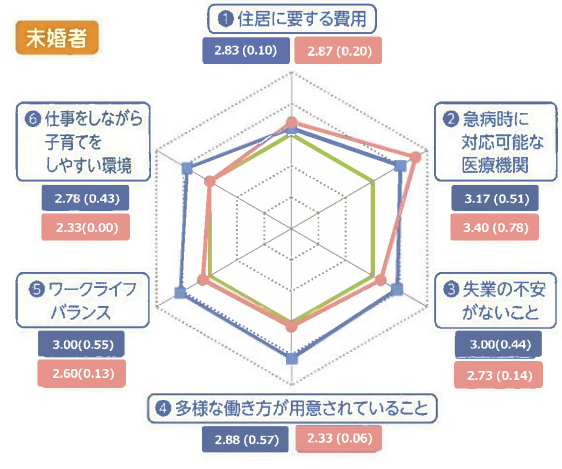 未婚者
❶ 住居に要する費用
2.83 (0.10) 2.87 (0.20)
❷ 急病時に
対応可能な
医療機関
3.17 (0.51)
3.40 (0.78)
❸ 失業の不安
がないこと
3.00(0.44)
2.73 (0.14)
❹ 多様な働き方が用意されていること
2.88 (0.57) 2.33 (0.06)
❺ ワークライフ
バランス
3.00(0.55)
2.60(0.13)
❻ 仕事をしながら
子育てを
しやすい環境
2.78 (0.43)
2.33(0.00)